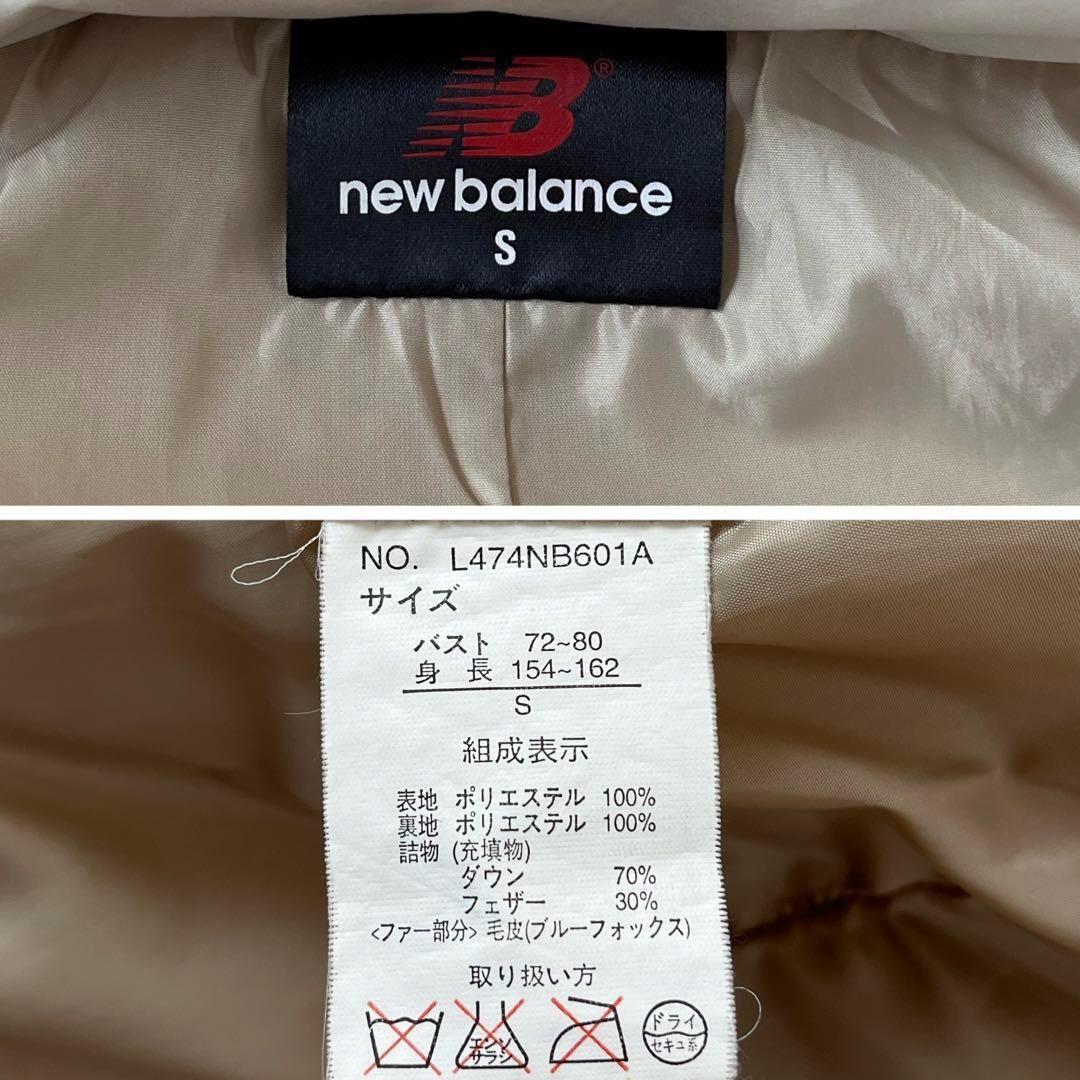 NB®
new balance
S
NO. L474NB601A
サイズ
バスト 72~80
身 長 154~162
S
組成表示
表地 ポリエステル 100%
裏地 ポリエステル 100%
詰物 (充填物)
ダウン 70%
フェザー 30%
<ファー部分> 毛皮(ブルーフォックス)
取り扱い方
エンソ
サラシ
ドライ
セキユ系